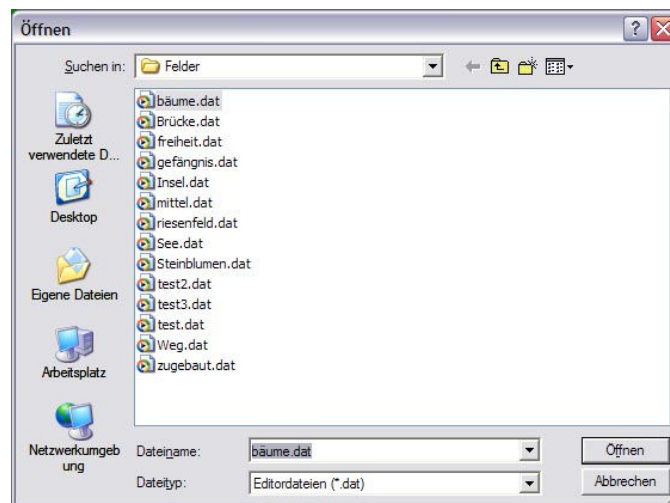 Öffnen
Suchen in:
Felder
Zuletzt
verwendete D...
Desktop
Eigene Dateien
Arbeitsplatz
Netzwerkumgeb
ung
bäume.dat
Brücke.dat
freiheit.dat
gefängnis.dat
Insel.dat
mittel.dat
riesenfeld.dat
See.dat
Steinblumen.dat
test2.dat
test3.dat
test.dat
Weg.dat
zugebaut.dat
Dateiname:
bäume.dat
Öffnen
Dateityp:
Editordateien (*.dat)
Abbrechen